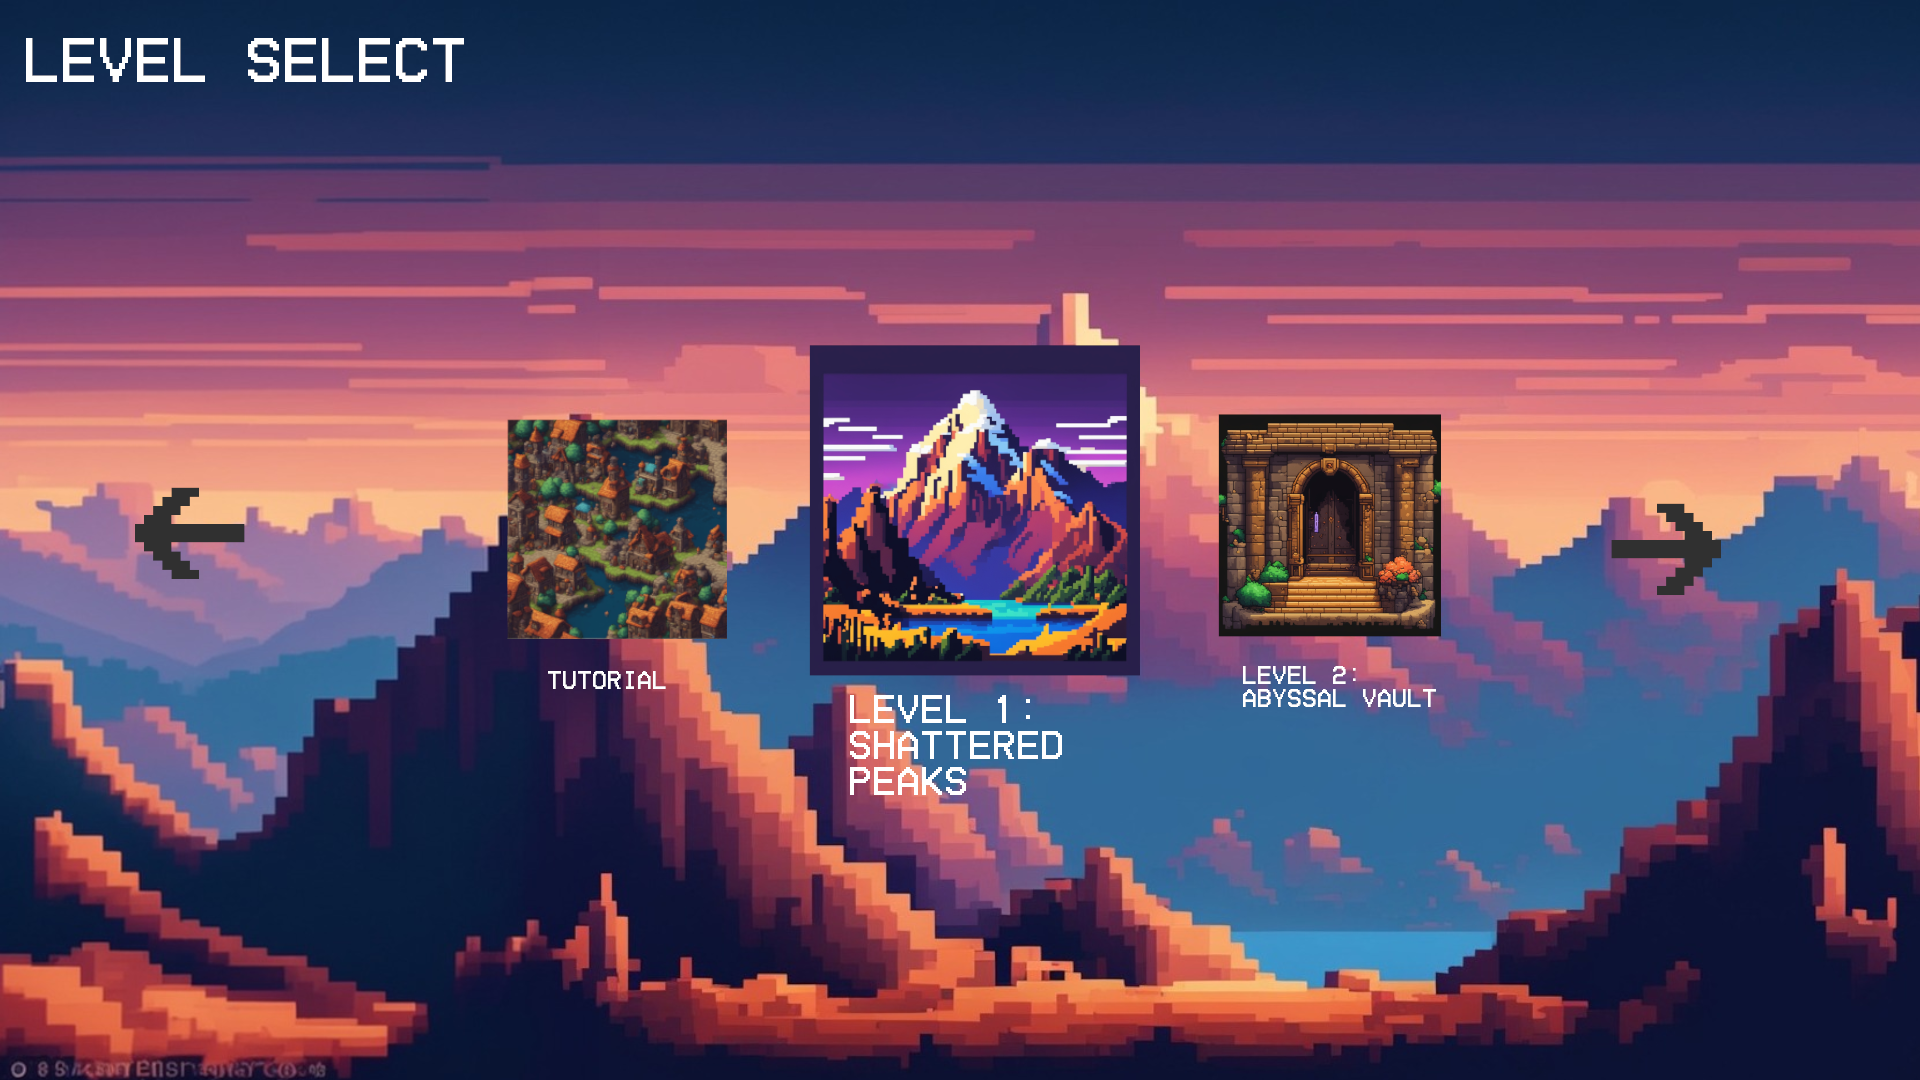 LEVEL SELECT
TUTORIAL
LEVEL 1:
SHATTERED
PEAKS
LEVEL 2:
ABYSSAL VAULT